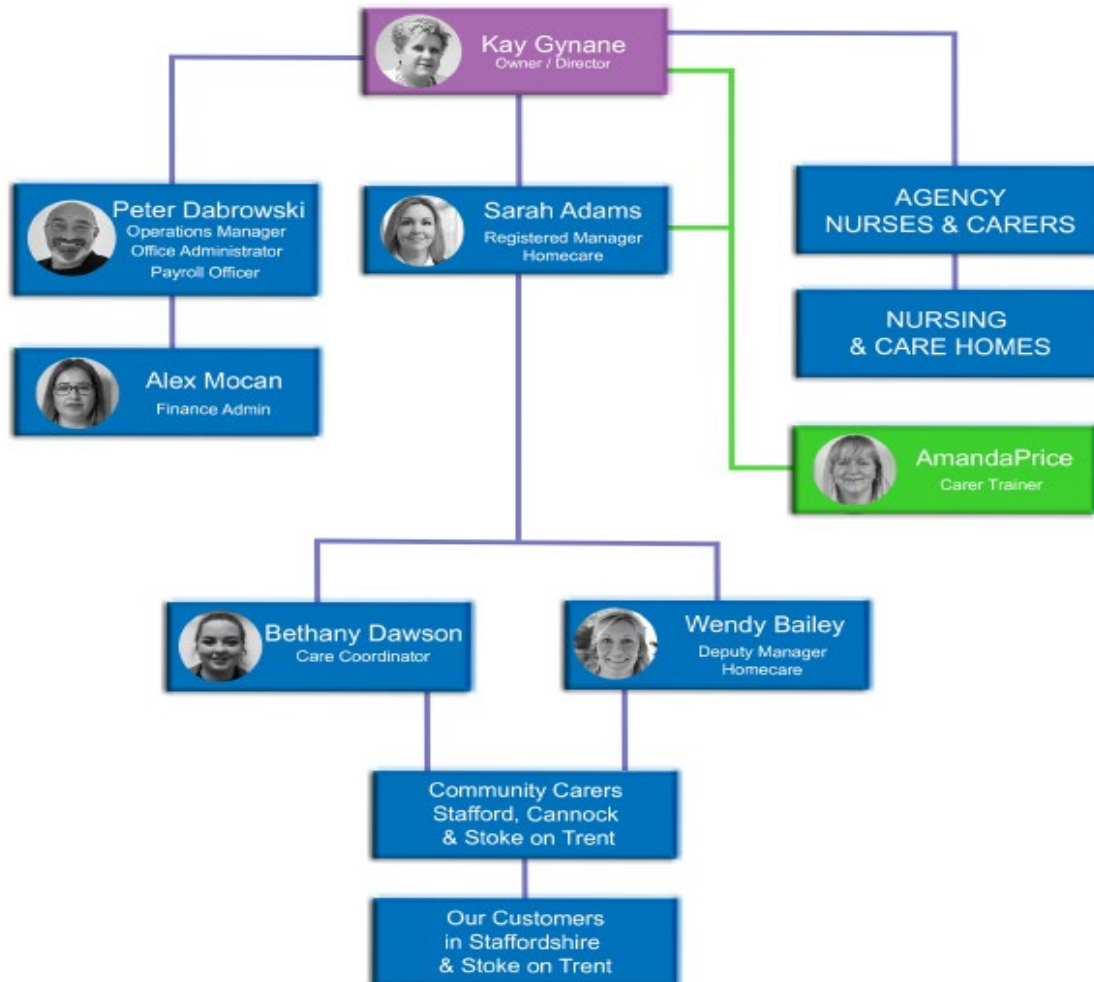 Kay Gynane
Owner / Director
Peter Dabrowski
Operations Manager
Office Administrator
Payroll Officer
Sarah Adams
Registered Manager
Homecare
AGENCY
NURSES & CARERS
NURSING
& CARE HOMES
Alex Mocan
Finance Admin
AmandaPrice
Carer Trainer
Bethany Dawson
Care Coordinator
Wendy Bailey
Deputy Manager
Homecare
Community Carers
Stafford, Cannock
& Stoke on Trent
Our Customers
in Staffordshire
& Stoke on Trent